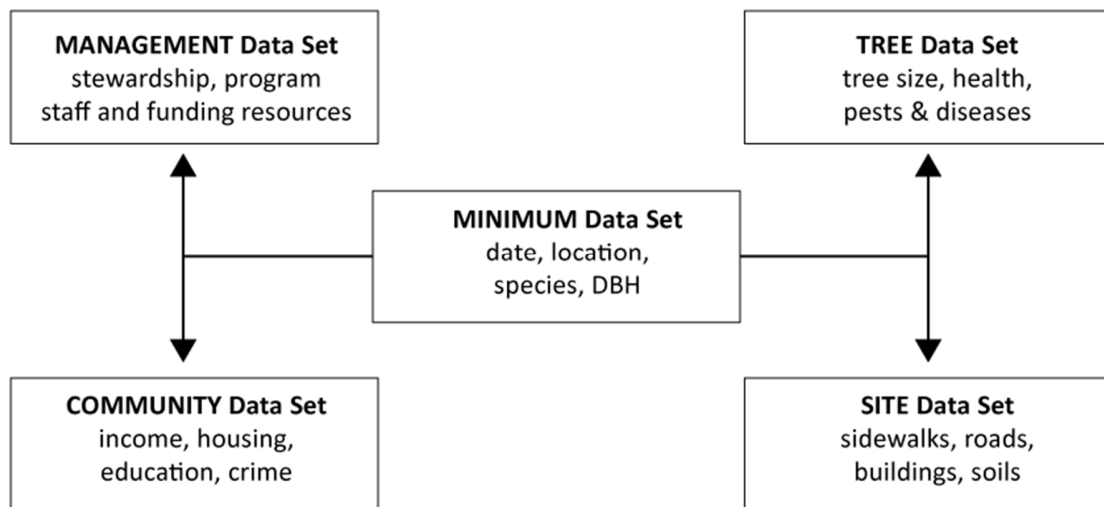 MANAGEMENT Data Set
stewardship, program
staff and funding resources
TREE Data Set
tree size, health,
pests & diseases
MINIMUM Data Set
date, location,
species, DBH
COMMUNITY Data Set
income, housing,
education, crime
SITE Data Set
sidewalks, roads,
buildings, soils